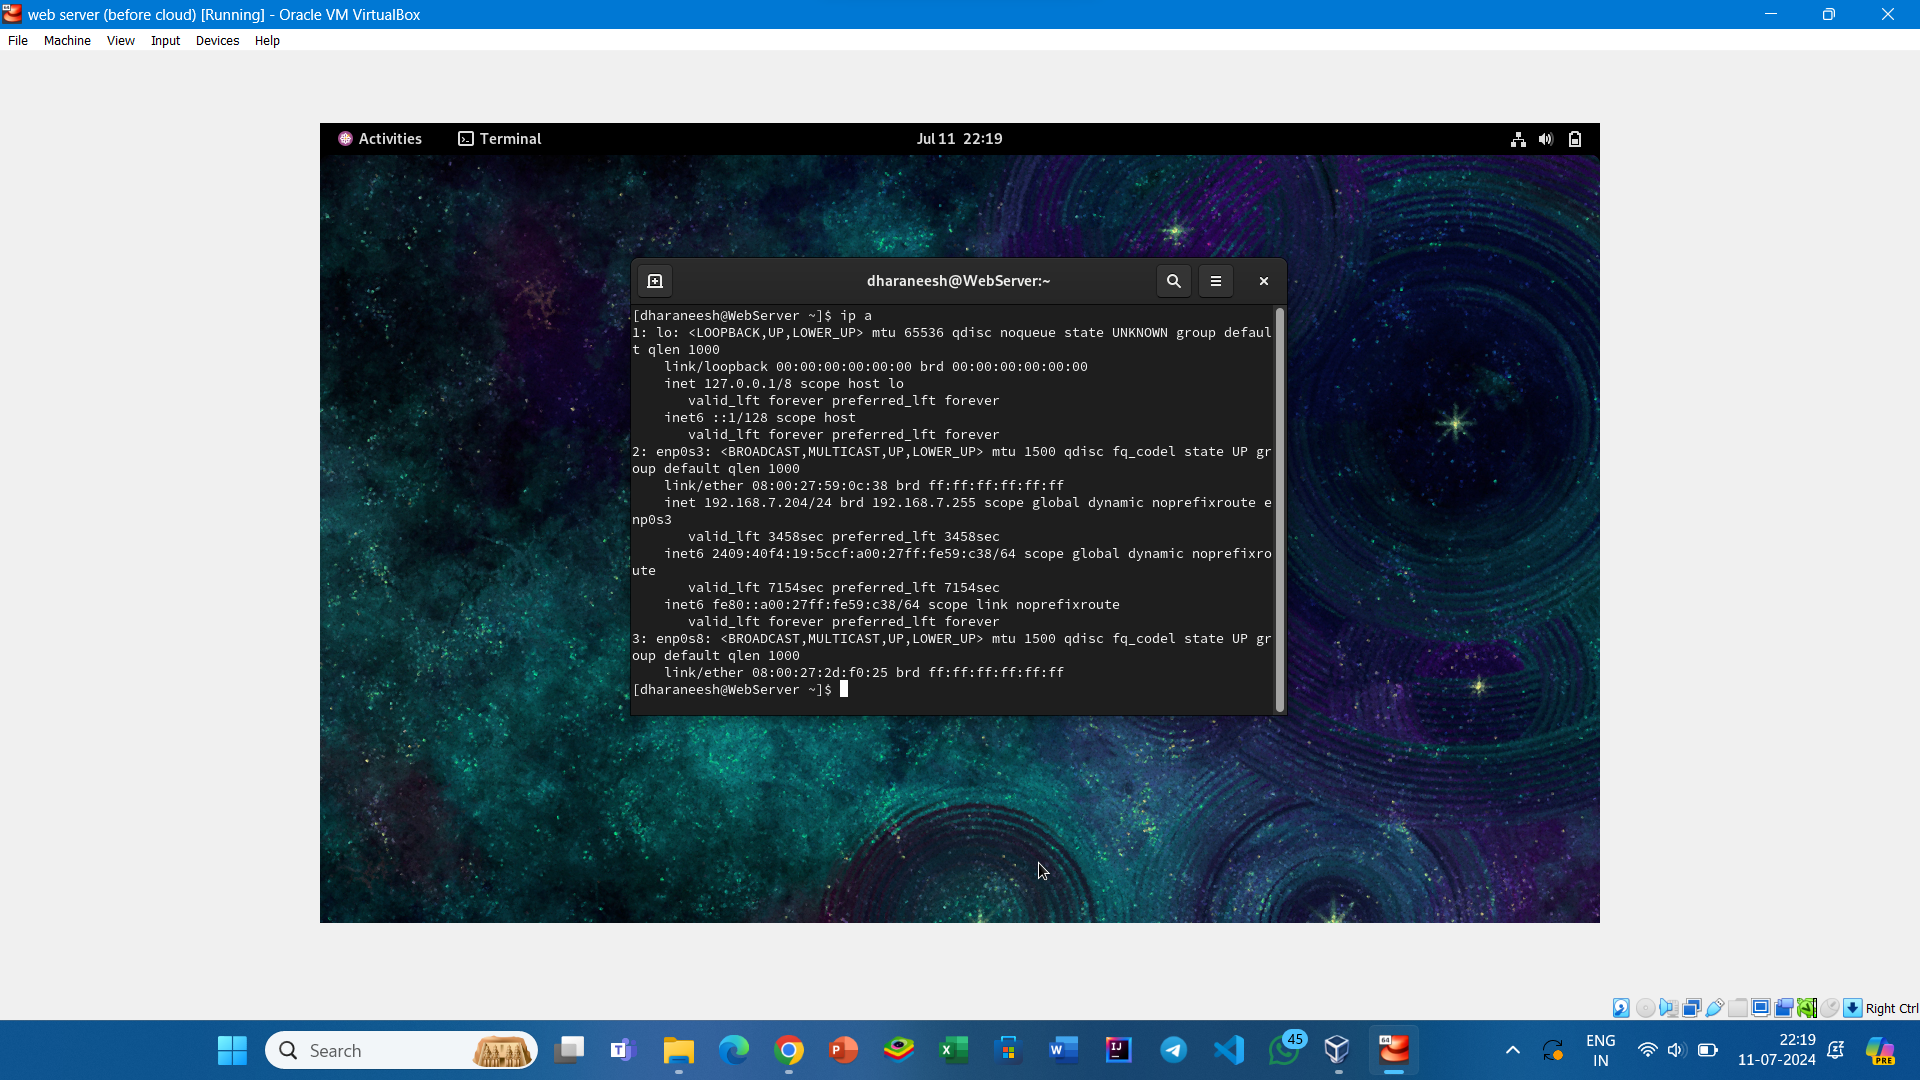 web server (before cloud) [Running] - Oracle VM VirtualBox
File Machine View Input Devices Help
Activities Terminal Jul 11 22:19
dharaneesh@WebServer:~
[dharaneesh@WebServer ~]$ ip a
1: lo: <LOOPBACK,UP,LOWER_UP> mtu 65536 qdisc noqueue state UNKNOWN group defaul
t qlen 1000
    link/loopback 00:00:00:00:00:00 brd 00:00:00:00:00:00
    inet 127.0.0.1/8 scope host lo
       valid_lft forever preferred_lft forever
    inet6 ::1/128 scope host
       valid_lft forever preferred_lft forever
2: enp0s3: <BROADCAST,MULTICAST,UP,LOWER_UP> mtu 1500 qdisc fq_codel state UP gr
oup default qlen 1000
    link/ether 08:00:27:59:0c:38 brd ff:ff:ff:ff:ff:ff
    inet 192.168.7.204/24 brd 192.168.7.255 scope global dynamic noprefixroute e
np0s3
       valid_lft 3458sec preferred_lft 3458sec
    inet6 2409:40f4:19:5ccf:a00:27ff:fe59:c38/64 scope global dynamic noprefixro
ute
       valid_lft 7154sec preferred_lft 7154sec
    inet6 fe80::a00:27ff:fe59:c38/64 scope link noprefixroute
       valid_lft forever preferred_lft forever
3: enp0s8: <BROADCAST,MULTICAST,UP,LOWER_UP> mtu 1500 qdisc fq_codel state UP gr
oup default qlen 1000
    link/ether 08:00:27:2d:f0:25 brd ff:ff:ff:ff:ff:ff
[dharaneesh@WebServer ~]$
Right Ctrl
Search
45
ENG
IN
22:19
11-07-2024
PRE